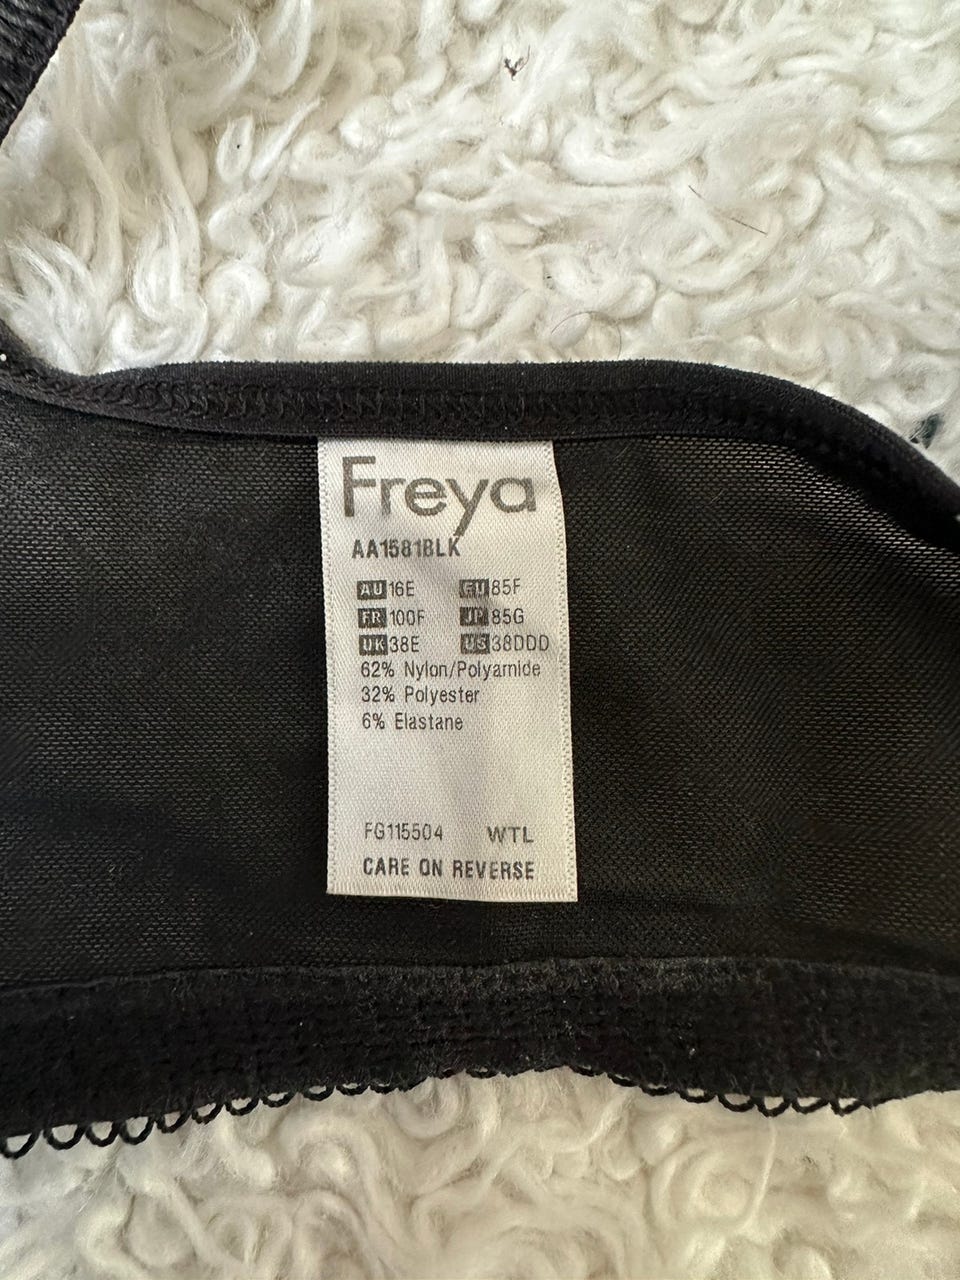 Freya
AA1581BLK
AU 16E EU 85F
FR 100F JP 85G
UK 38E US 38DDD
62% Nylon/Polyamide
32% Polyester
6% Elastane
FG115504 WTL
CARE ON REVERSE